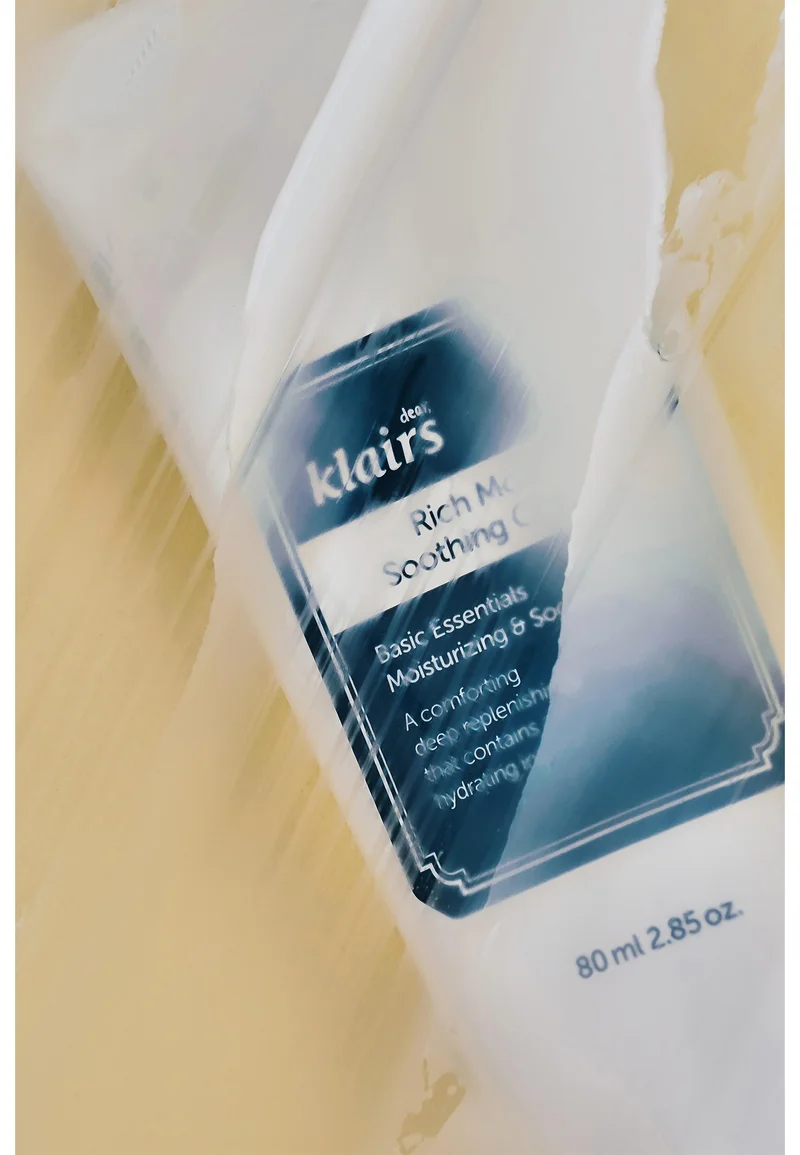 dear,
klairs
Rich Mo
Soothing C
Basic Essentials
Moisturizing & Soo
A comforting
deep replenishi
that contains
hydrating in
80 ml 2.85 oz.